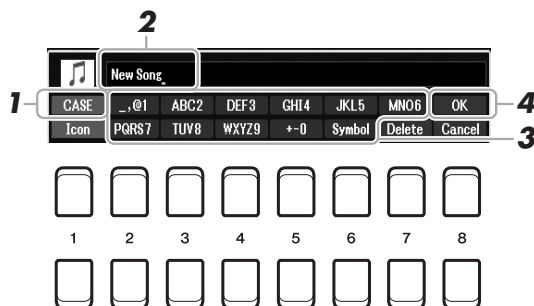 2
New Song_
1 CASE _,@1 ABC2 DEF3 GHI4 JKL5 MNO6 OK 4
Icon PQRS7 TUV8 WXYZ9 +-0 Symbol Delete Cancel 3
1 2 3 4 5 6 7 8